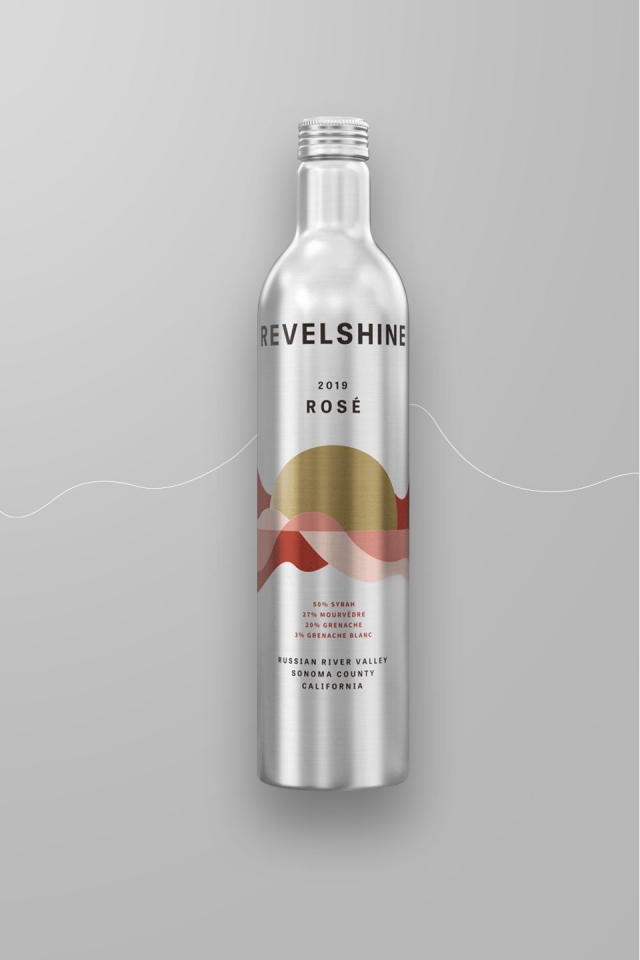 REVELSHINE
2019
ROSÉ
50% SYRAH
27% MOURVÈDRE
20% GRENACHE
3% GRENACHE BLANC
RUSSIAN RIVER VALLEY
SONOMA COUNTY
CALIFORNIA